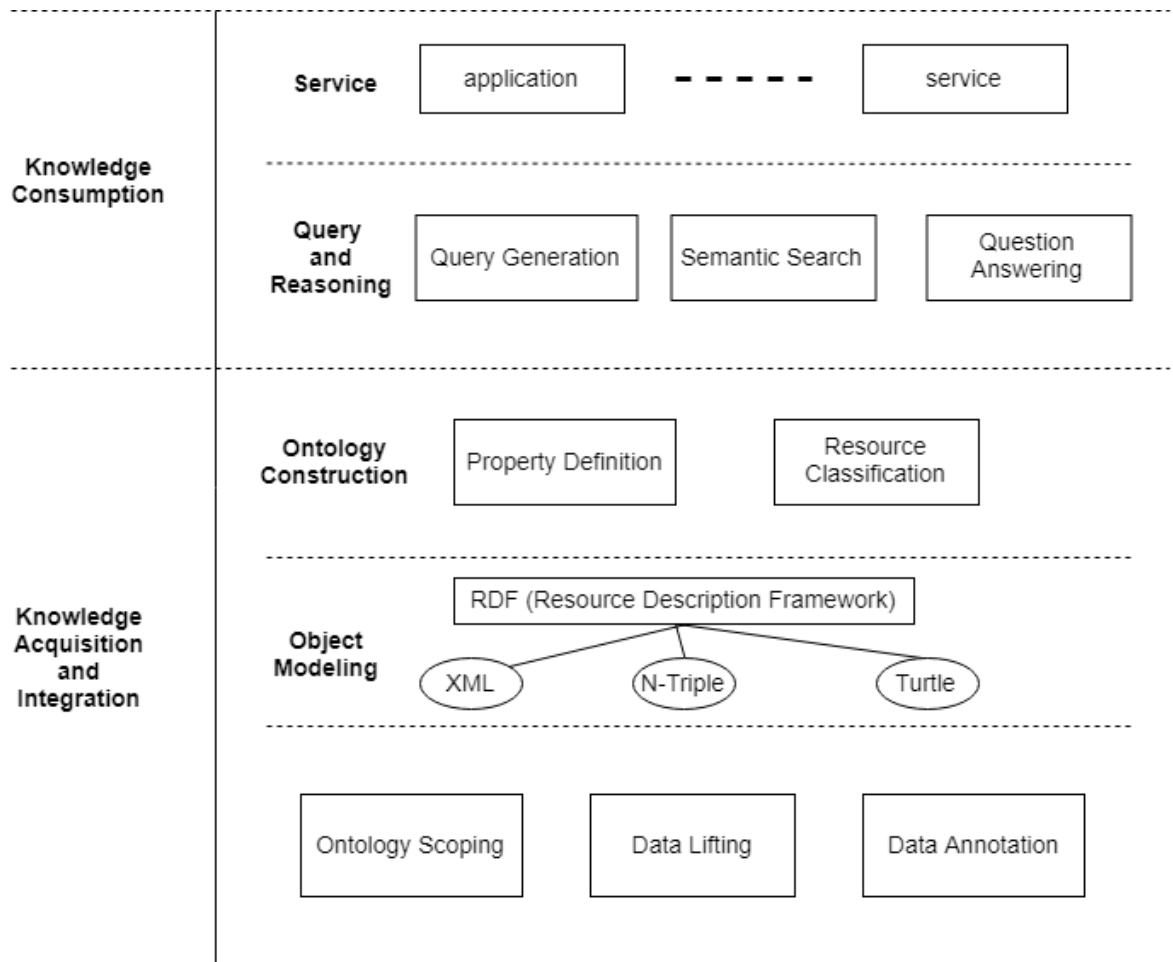 Service
application
service
Knowledge
Consumption
Query
and
Reasoning
Query Generation
Semantic Search
Question
Answering
Ontology
Construction
Property Definition
Resource
Classification
Knowledge
Acquisition
and
Integration
Object
Modeling
RDF (Resource Description Framework)
XML
N-Triple
Turtle
Ontology Scoping
Data Lifting
Data Annotation